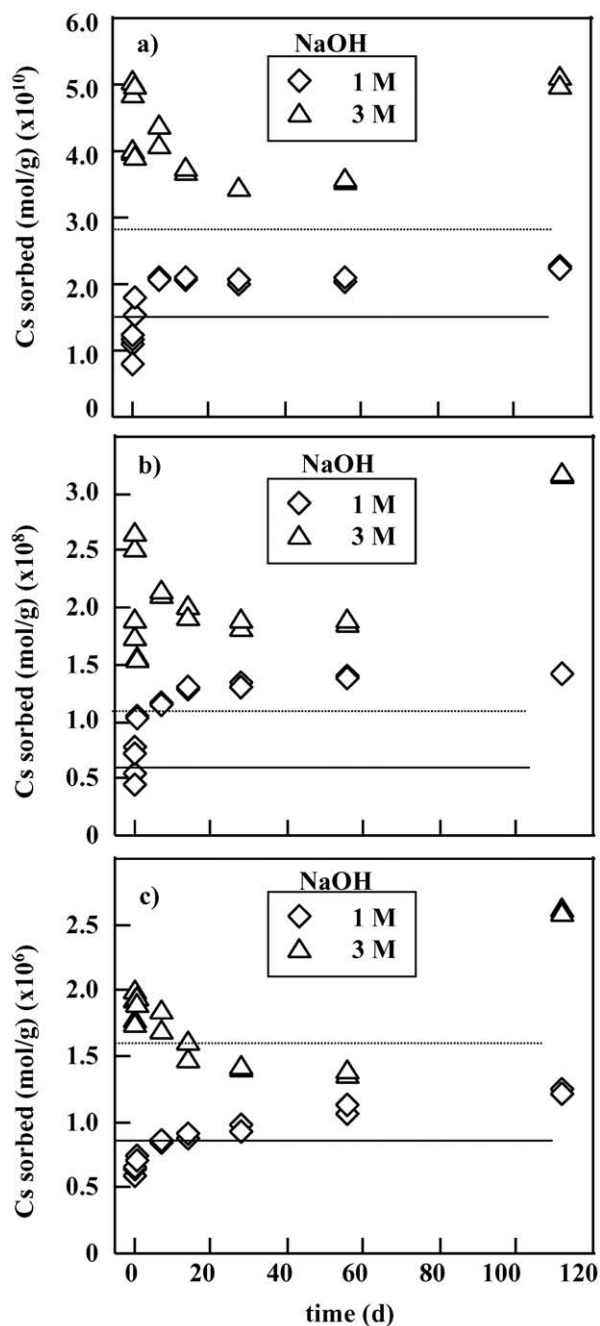 a)
NaOH
1 M
3 M
Cs sorbed (mol/g) (x10¹⁰)
6.0
5.0
4.0
3.0
2.0
1.0
0
b)
NaOH
1 M
3 M
Cs sorbed (mol/g) (x10⁸)
3.0
2.5
2.0
1.5
1.0
0.5
0
c)
NaOH
1 M
3 M
Cs sorbed (mol/g) (x10⁶)
2.5
2.0
1.5
1.0
0.5
0
0 20 40 60 80 100 120
time (d)